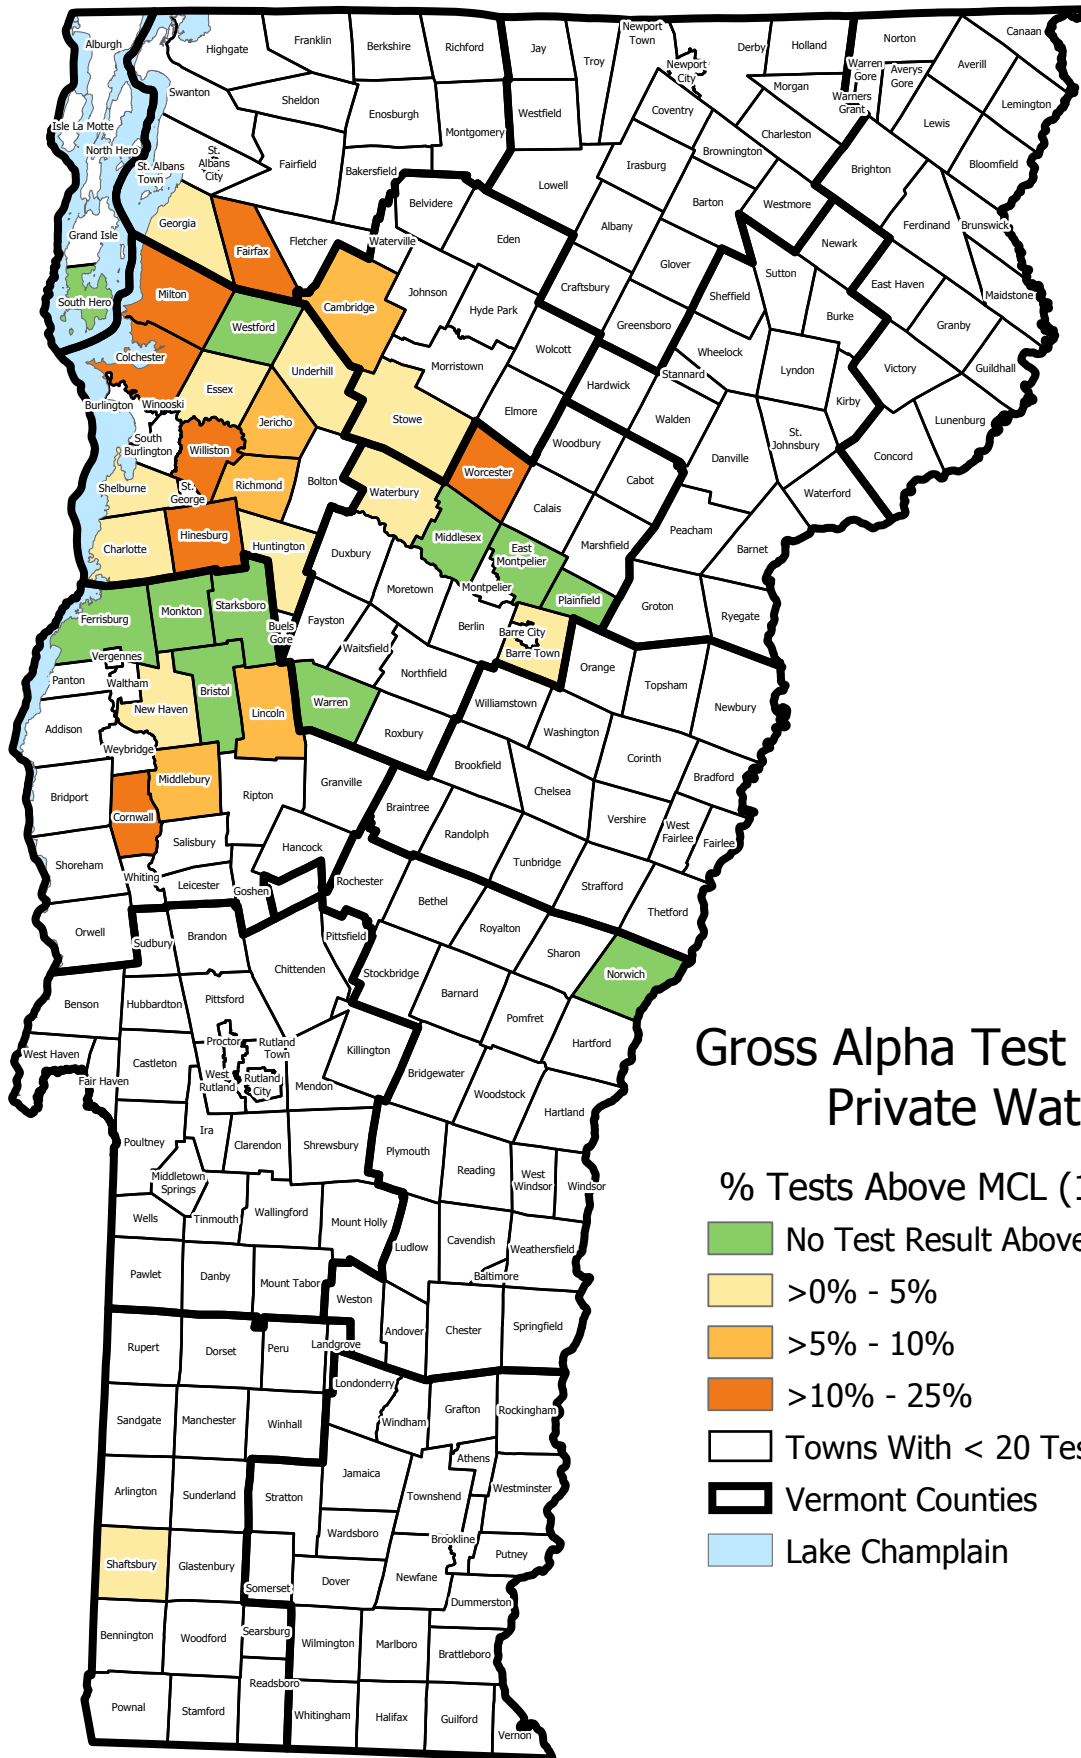 Alburgh
Highgate
Franklin
Berkshire
Richford
Jay
Troy
Newport
Town
Newport
City
Derby
Holland
Norton
Canaan
Warren
Gore
Averys
Gore
Averill
Morgan
Warners
Grant
Lemington
Swanton
Sheldon
Enosburgh
Montgomery
Westfield
Coventry
Charleston
Lewis
Bloomfield
Isle La Motte
North Hero
St. Albans
Town
St.
Albans
City
Fairfield
Bakersfield
Lowell
Irasburg
Brownington
Brighton
Barton
Westmore
Belvidere
Eden
Albany
Ferdinand
Brunswick
Georgia
Grand Isle
Fairfax
Fletcher
Waterville
Newark
Glover
Sutton
East Haven
Maidstone
South Hero
Milton
Cambridge
Johnson
Hyde Park
Craftsbury
Sheffield
Burke
Granby
Westford
Greensboro
Wolcott
Wheelock
Stannard
Lyndon
Victory
Guildhall
Colchester
Underhill
Morristown
Hardwick
Kirby
Essex
Burlington
Winooski
Jericho
Stowe
Elmore
Walden
Lunenburg
South
Burlington
Williston
Woodbury
St.
Johnsbury
Danville
Concord
Worcester
Cabot
Shelburne
St.
George
Richmond
Bolton
Waterbury
Calais
Waterford
Charlotte
Hinesburg
Huntington
Duxbury
Middlesex
East
Montpelier
Marshfield
Peacham
Barnet
Montpelier
Moretown
Plainfield
Groton
Ryegate
Ferrisburg
Monkton
Starksboro
Buels
Gore
Fayston
Berlin
Barre City
Barre Town
Waitsfield
Vergennes
Panton
Waltham
Bristol
Northfield
Orange
Topsham
Newbury
New Haven
Lincoln
Warren
Roxbury
Williamstown
Washington
Addison
Weybridge
Corinth
Bridport
Middlebury
Ripton
Granville
Brookfield
Chelsea
Bradford
Cornwall
Braintree
Vershire
West
Fairlee
Fairlee
Randolph
Shoreham
Salisbury
Hancock
Tunbridge
Whiting
Leicester
Goshen
Rochester
Strafford
Bethel
Thetford
Orwell
Sudbury
Brandon
Pittsfield
Royalton
Sharon
Chittenden
Stockbridge
Norwich
Benson
Hubbardton
Pittsford
Barnard
Pomfret
Hartford
West Haven
Castleton
Proctor
Rutland
Town
Killington
Fair Haven
West
Rutland
Rutland
City
Mendon
Bridgewater
Woodstock
Hartland
Gross Alpha Test
Private Wat
Poultney
Ira
Clarendon
Shrewsbury
Plymouth
Reading
West
Windsor
Windsor
Middletown
Springs
Wells
Tinmouth
Wallingford
Mount Holly
Ludlow
Cavendish
Weathersfield
Baltimore
Pawlet
Danby
Mount Tabor
Weston
Andover
Chester
Springfield
Rupert
Dorset
Peru
Landgrove
Londonderry
Windham
Grafton
Rockingham
Sandgate
Manchester
Winhall
Jamaica
Athens
Arlington
Sunderland
Stratton
Townshend
Westminster
Wardsboro
Brookline
Putney
Shaftsbury
Glastenbury
Somerset
Dover
Newfane
Dummerston
Bennington
Woodford
Searsburg
Wilmington
Marlboro
Brattleboro
Pownal
Stamford
Readsboro
Whitingham
Halifax
Guilford
Vernon
% Tests Above MCL (1
No Test Result Above
>0% - 5%
>5% - 10%
>10% - 25%
Towns With < 20 Tes
Vermont Counties
Lake Champlain